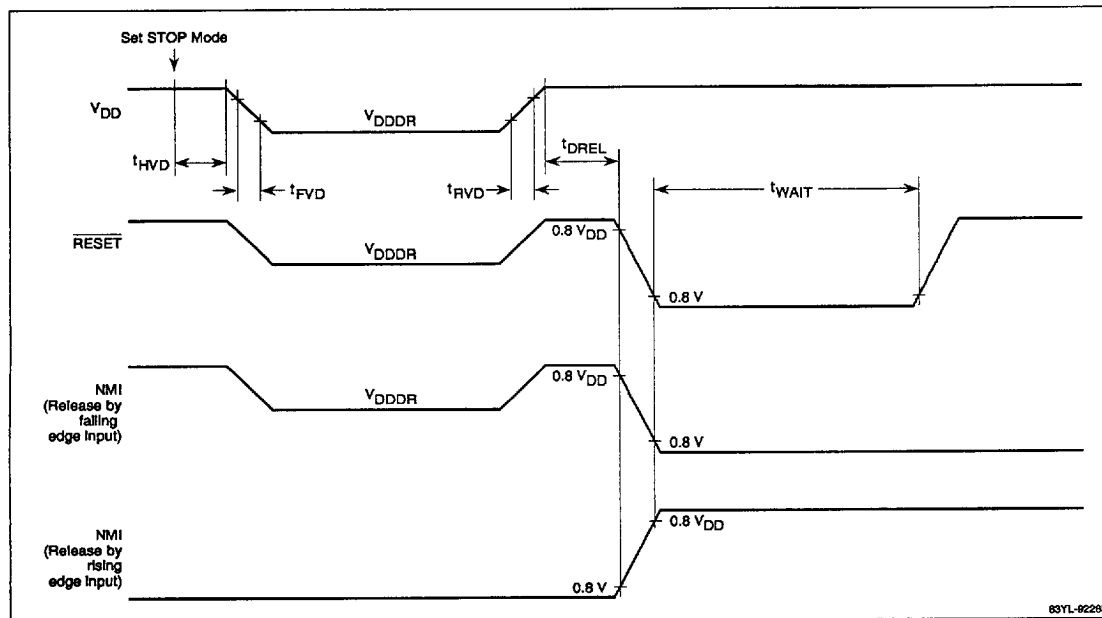 Set STOP Mode
VDD
VDDDR
tHVD
tFVD
tRVD
tDREL
tWAIT
RESET
VDDDR
0.8 VDD
0.8 V
NMI
(Release by
falling
edge input)
VDDDR
0.8 VDD
0.8 V
NMI
(Release by
rising
edge input)
0.8 VDD
0.8 V
83YL-9228